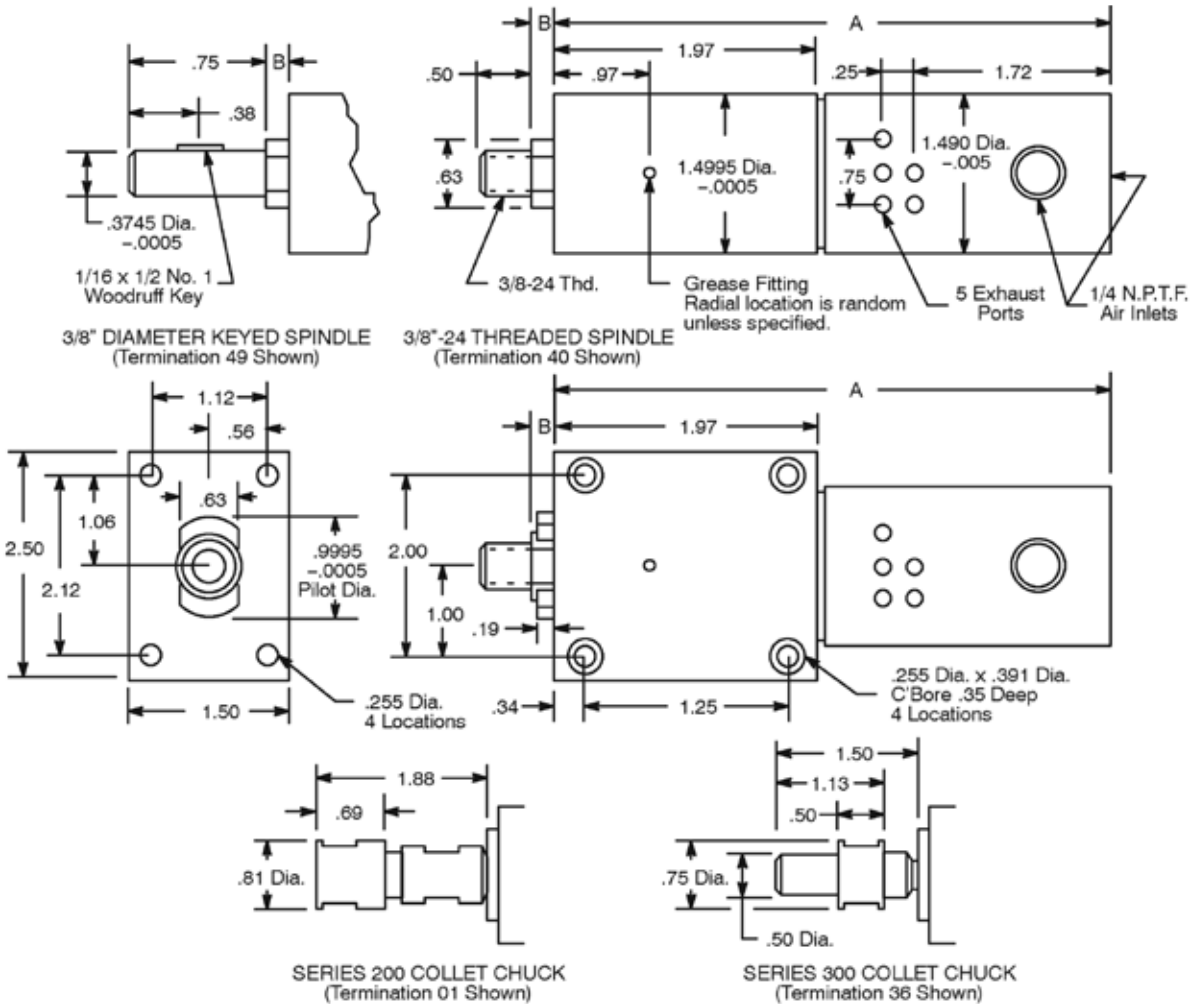 B
A
.75
B
1.97
.50
.97
.25
1.72
.38
.63
1.4995 Dia.
-.0005
1.490 Dia.
-.005
.75
.3745 Dia.
-.0005
1/16 x 1/2 No. 1
Woodruff Key
3/8-24 Thd.
Grease Fitting
Radial location is random
unless specified.
5 Exhaust
Ports
1/4 N.P.T.F.
Air Inlets
3/8" DIAMETER KEYED SPINDLE
(Termination 49 Shown)
3/8"-24 THREADED SPINDLE
(Termination 40 Shown)
1.12
.56
A
B
1.97
.63
1.06
2.50
2.12
.9995
-.0005
Pilot Dia.
2.00
1.00
.19
.255 Dia.
4 Locations
1.50
.34
1.25
.255 Dia. x .391 Dia.
C'Bore .35 Deep
4 Locations
1.88
.69
.81 Dia.
1.50
1.13
.50
.75 Dia.
.50 Dia.
SERIES 200 COLLET CHUCK
(Termination 01 Shown)
SERIES 300 COLLET CHUCK
(Termination 36 Shown)